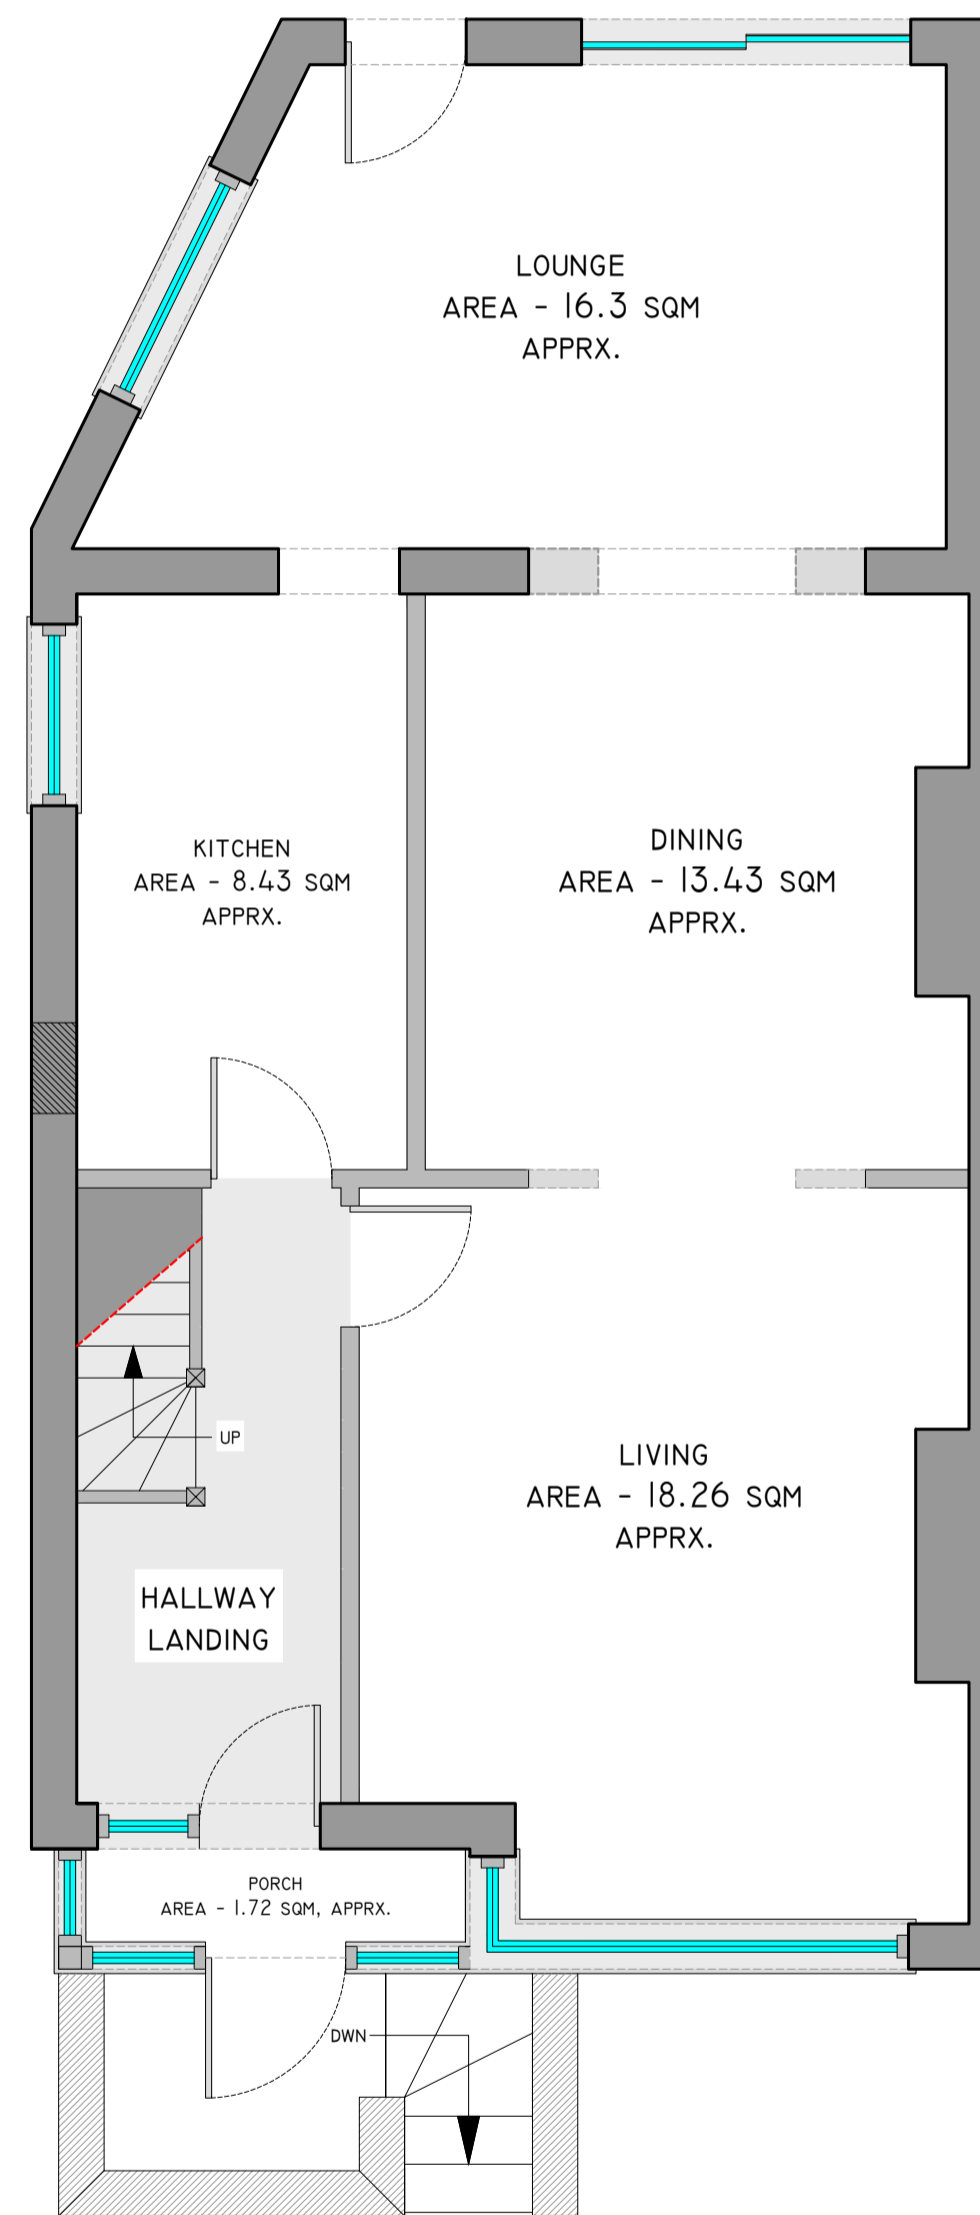 LOUNGE
AREA - 16.3 SQM
APPRX.
KITCHEN
AREA - 8.43 SQM
APPRX.
DINING
AREA - 13.43 SQM
APPRX.
UP
LIVING
AREA - 18.26 SQM
APPRX.
HALLWAY
LANDING
PORCH
AREA - 1.72 SQM, APPRX.
DWN